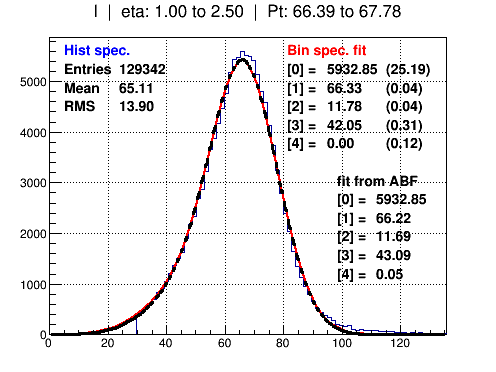 I | eta: 1.00 to 2.50 | Pt: 66.39 to 67.78
Hist spec.
Entries 129342
Mean 65.11
RMS 13.90
Bin spec. fit
[0] = 5932.85 (25.19)
[1] = 66.33 (0.04)
[2] = 11.78 (0.04)
[3] = 42.05 (0.31)
[4] = 0.00 (0.12)
fit from ABF
[0] = 5932.85
[1] = 66.22
[2] = 11.69
[3] = 43.09
[4] = 0.05
5000
4000
3000
2000
1000
0
0 20 40 60 80 100 120